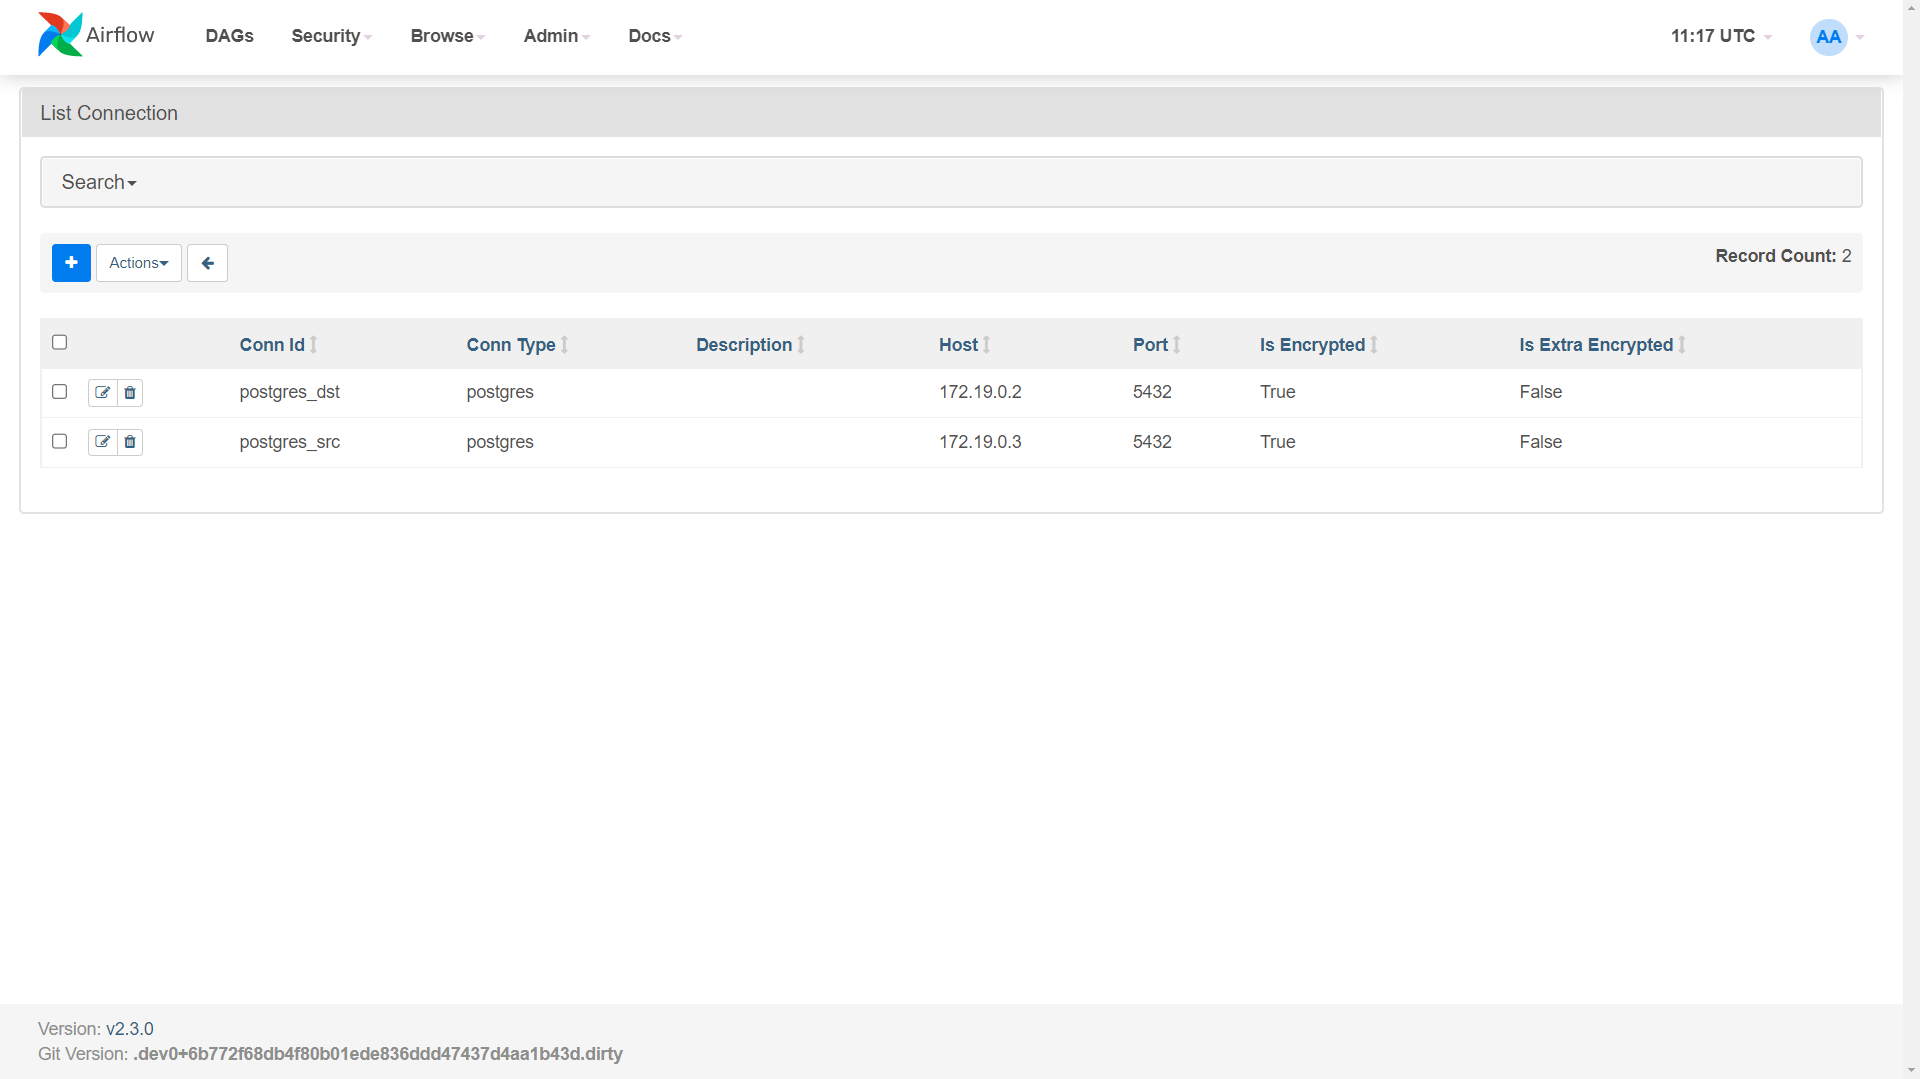 Airflow DAGs Security Browse Admin Docs 11:17 UTC AA
List Connection
Search
Actions Record Count: 2
Conn Id Conn Type Description Host Port Is Encrypted Is Extra Encrypted
postgres_dst postgres 172.19.0.2 5432 True False
postgres_src postgres 172.19.0.3 5432 True False
Version: v2.3.0
Git Version: .dev0+6b772f68db4f80b01ede836ddd47437d4aa1b43d.dirty